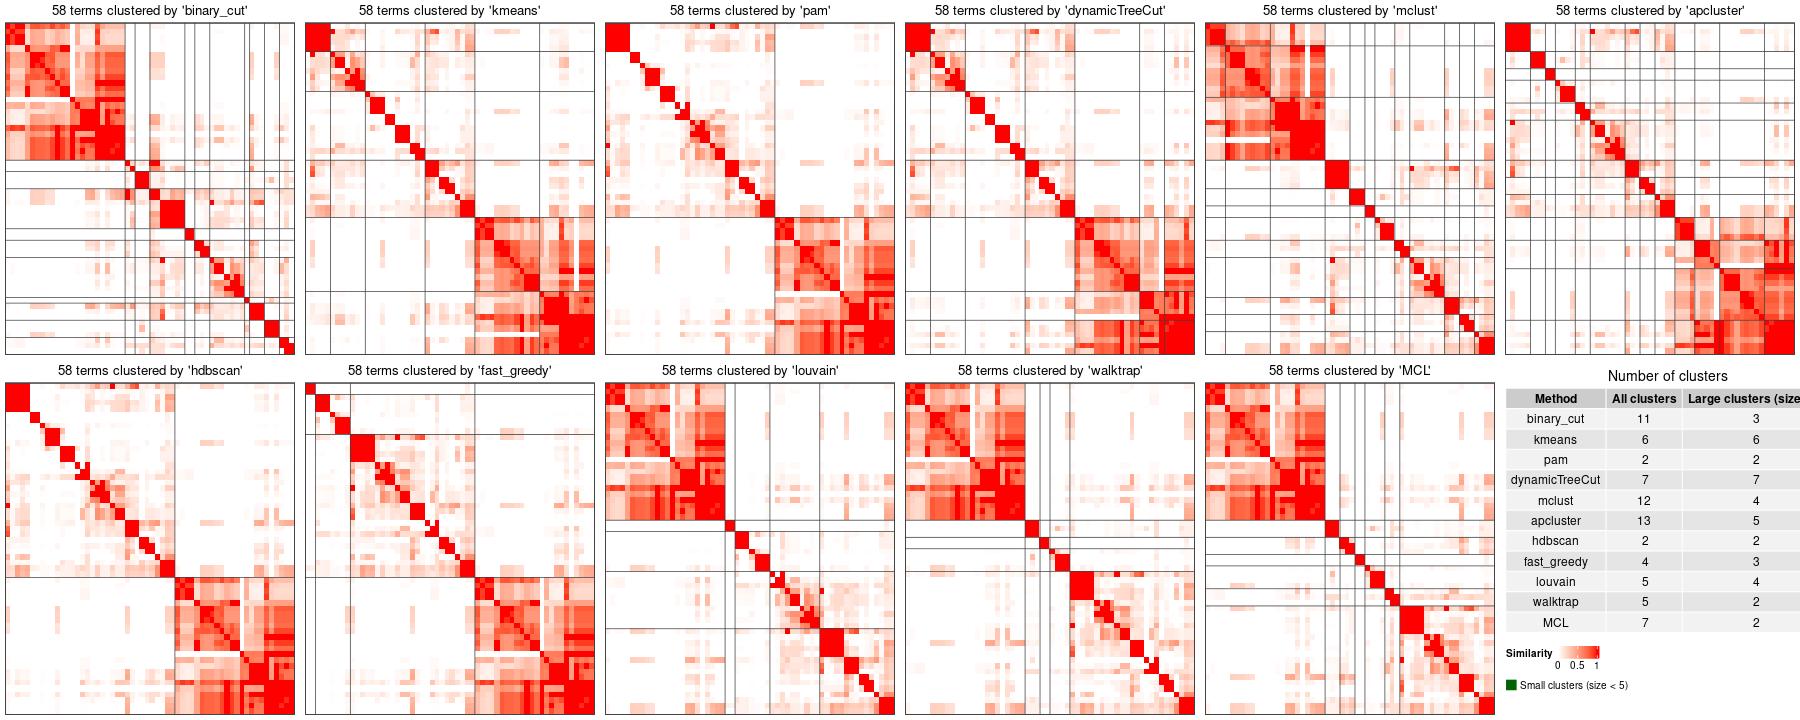 58 terms clustered by 'binary_cut'
58 terms clustered by 'kmeans'
58 terms clustered by 'pam'
58 terms clustered by 'dynamicTreeCut'
58 terms clustered by 'mclust'
58 terms clustered by 'apcluster'
58 terms clustered by 'hdbscan'
58 terms clustered by 'fast_greedy'
58 terms clustered by 'louvain'
58 terms clustered by 'walktrap'
58 terms clustered by 'MCL'
Number of clusters
Method All clusters Large clusters (size
binary_cut 11 3
kmeans 6 6
pam 2 2
dynamicTreeCut 7 7
mclust 12 4
apcluster 13 5
hdbscan 2 2
fast_greedy 4 3
louvain 5 4
walktrap 5 2
MCL 7 2
Similarity
0 0.5 1
Small clusters (size < 5)